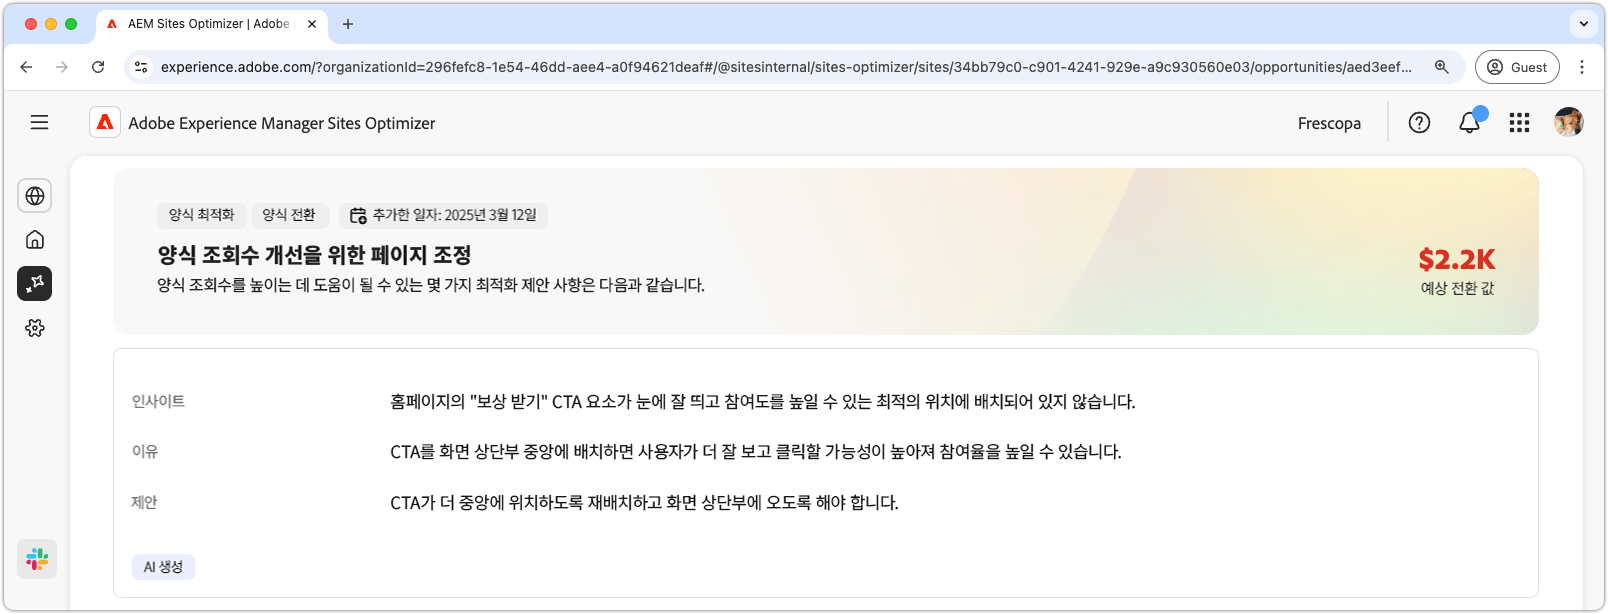 AEM Sites Optimizer | Adobe
experience.adobe.com/?organizationId=296fefc8-1e54-46dd-aee4-a0f94621deaf#/@sitesinternal/sites-optimizer/sites/34bb79c0-c901-4241-929e-a9c930560e03/opportunities/aed3eef...
Guest
Adobe Experience Manager Sites Optimizer
Frescopa
양식 최적화 양식 전환 추가한 일자: 2025년 3월 12일
양식 조회수 개선을 위한 페이지 조정
양식 조회수를 높이는 데 도움이 될 수 있는 몇 가지 최적화 제안 사항은 다음과 같습니다.
$2.2K
예상 전환 값
인사이트 홈페이지의 "보상 받기" CTA 요소가 눈에 잘 띄고 참여도를 높일 수 있는 최적의 위치에 배치되어 있지 않습니다.
이유 CTA를 화면 상단부 중앙에 배치하면 사용자가 더 잘 보고 클릭할 가능성이 높아져 참여율을 높일 수 있습니다.
제안 CTA가 더 중앙에 위치하도록 재배치하고 화면 상단부에 오도록 해야 합니다.
AI 생성